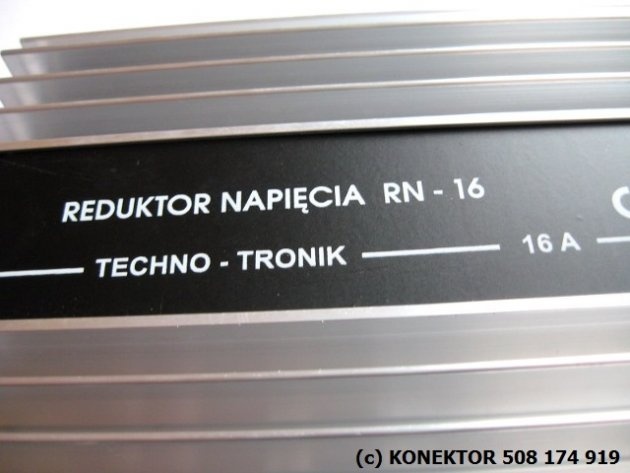 REDUKTOR NAPIĘCIA RN - 16
TECHNO - TRONIK 16 A
(c) KONEKTOR 508 174 919